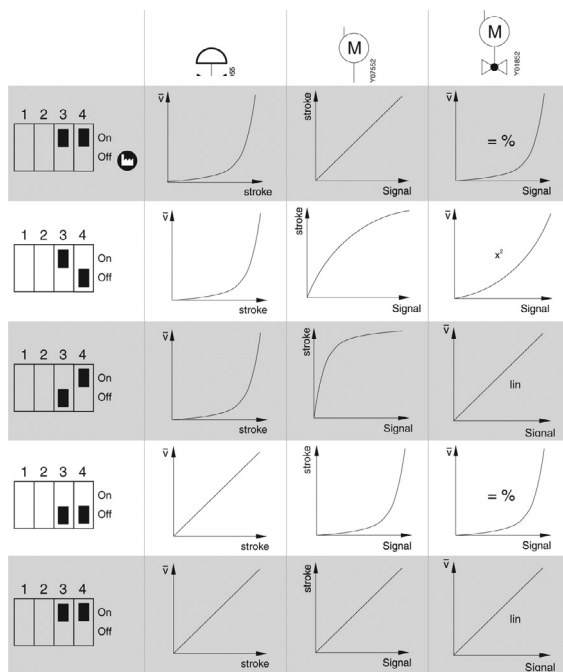 M
M
Y07552
Y01852
1 2 3 4
On
Off
v̄
stroke
stroke
Signal
v̄
= %
Signal
1 2 3 4
On
Off
v̄
stroke
stroke
Signal
v̄
x²
Signal
1 2 3 4
On
Off
v̄
stroke
stroke
Signal
v̄
lin
Signal
1 2 3 4
On
Off
v̄
stroke
stroke
Signal
v̄
= %
Signal
1 2 3 4
On
Off
v̄
stroke
stroke
Signal
v̄
lin
Signal